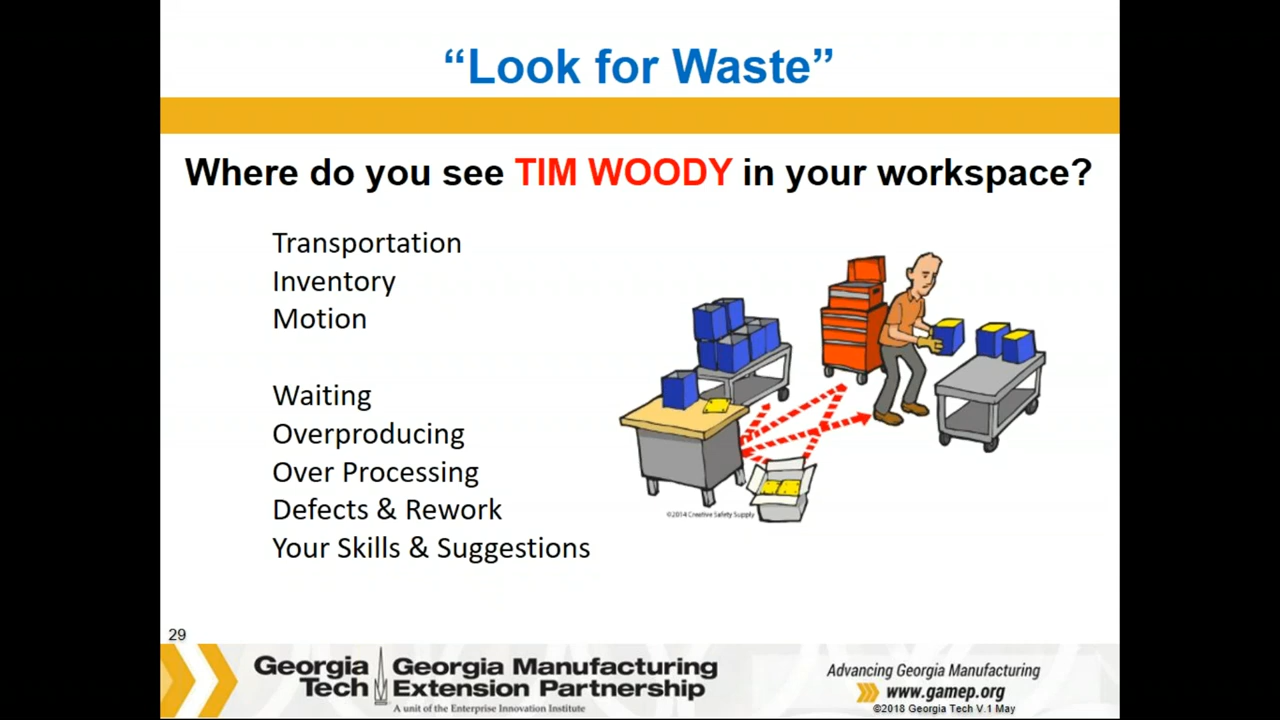 “Look for Waste”
Where do you see TIM WOODY in your workspace?
Transportation
Inventory
Motion
Waiting
Overproducing
Over Processing
Defects & Rework
Your Skills & Suggestions
©2014 Creative Safety Supply
29
Georgia Tech
Georgia Manufacturing
Extension Partnership
A unit of the Enterprise Innovation Institute
Advancing Georgia Manufacturing
www.gamep.org
©2018 Georgia Tech V.1 May